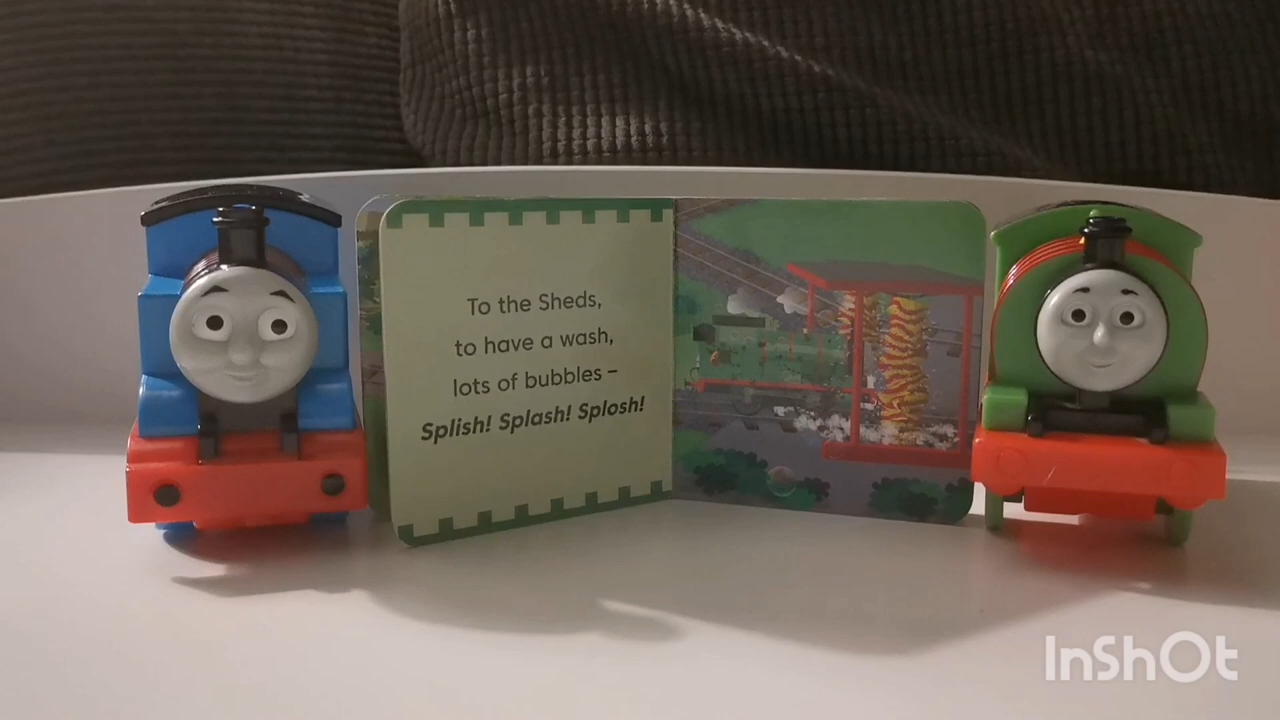 To the Sheds,
to have a wash,
lots of bubbles –
Splish! Splash! Splosh!
InShOt